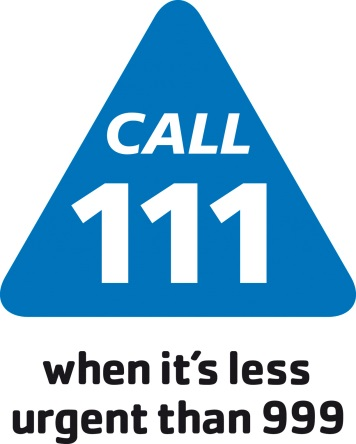 CALL
111
when it's less
urgent than 999